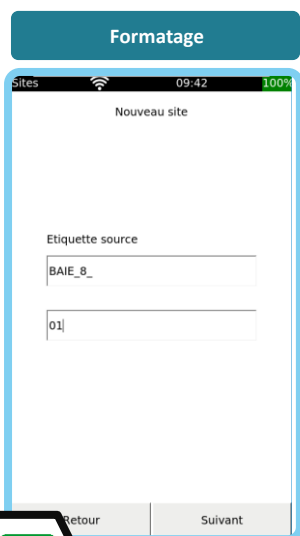 Formatage
Sites 09:42 100%
Nouveau site
Etiquette source
BAIE_8_
01
Retour Suivant